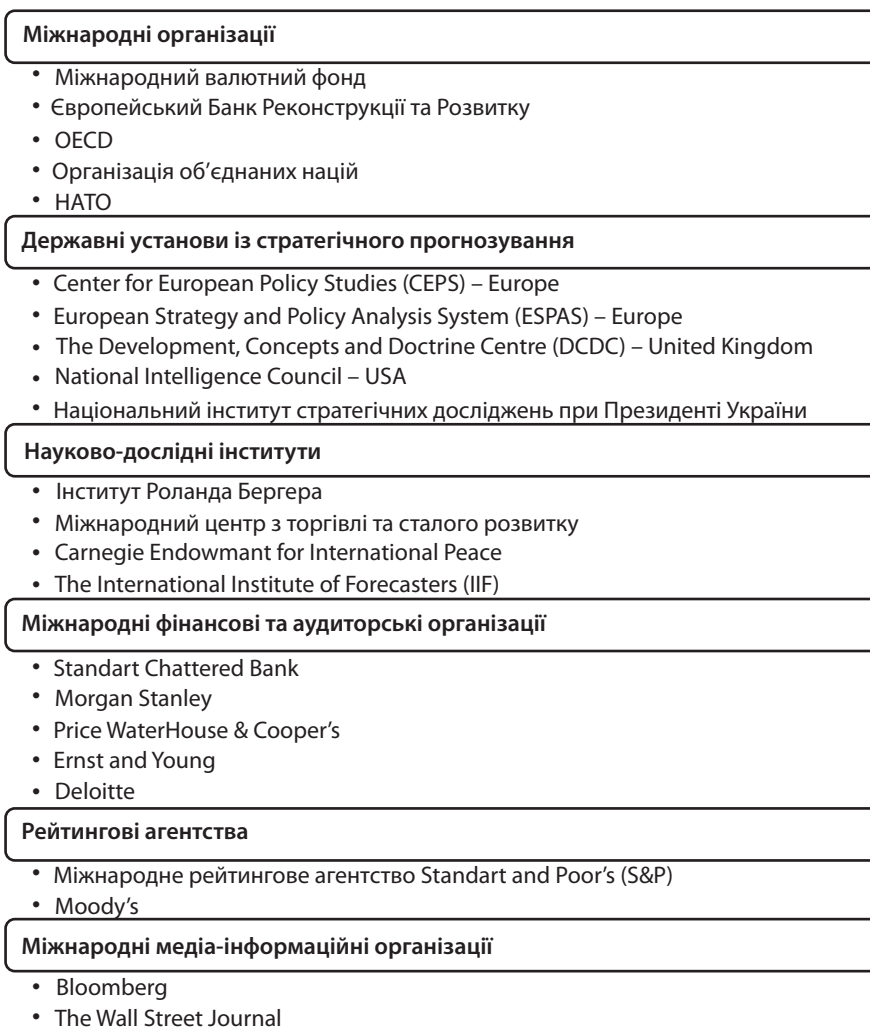 Міжнародні організації
• Міжнародний валютний фонд
• Європейський Банк Реконструкції та Розвитку
• OECD
• Організація об’єднаних націй
• НАТО
Державні установи із стратегічного прогнозування
• Center for European Policy Studies (CEPS) – Europe
• European Strategy and Policy Analysis System (ESPAS) – Europe
• The Development, Concepts and Doctrine Centre (DCDC) – United Kingdom
• National Intelligence Council – USA
• Національний інститут стратегічних досліджень при Президенті України
Науково-дослідні інститути
• Інститут Роланда Бергера
• Міжнародний центр з торгівлі та сталого розвитку
• Carnegie Endowmant for International Peace
• The International Institute of Forecasters (IIF)
Міжнародні фінансові та аудиторські організації
• Standart Chattered Bank
• Morgan Stanley
• Price WaterHouse & Cooper’s
• Ernst and Young
• Deloitte
Рейтингові агентства
• Міжнародне рейтингове агентство Standart and Poor’s (S&P)
• Moody’s
Міжнародні медіа-інформаційні організації
• Bloomberg
• The Wall Street Journal